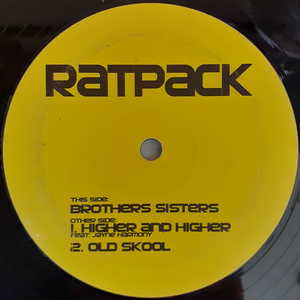 RATPACK
THIS SIDE:
BROTHERS SISTERS
OTHER SIDE:
1. HIGHER AND HIGHER
FEAT: JAYNE HARMONY
2. OLD SKOOL